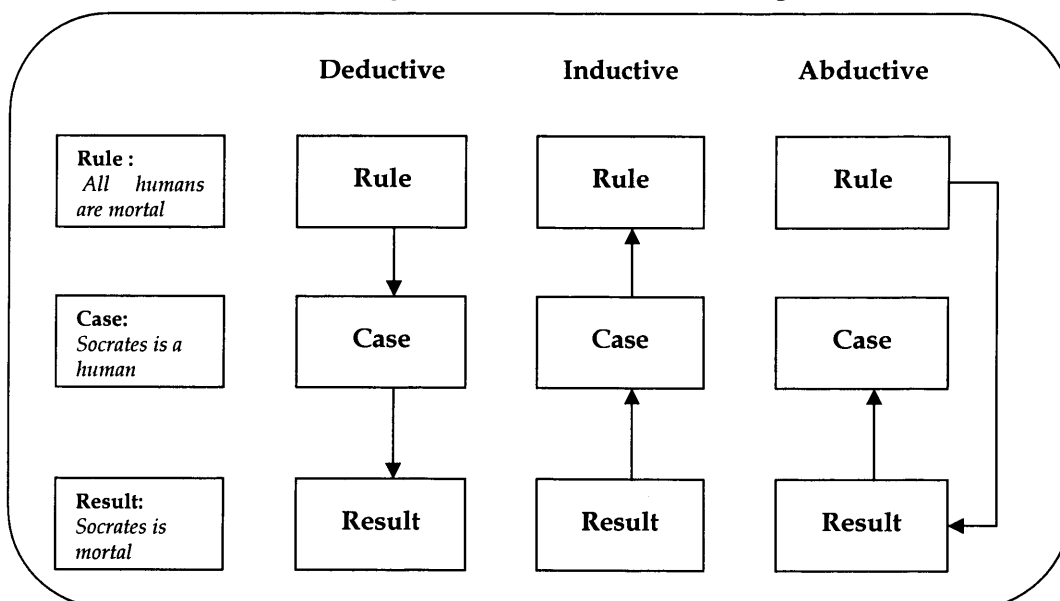 Deductive Inductive Abductive
Rule :
All humans
are mortal
Rule Rule Rule
Case:
Socrates is a
human
Case Case Case
Result:
Socrates is
mortal
Result Result Result